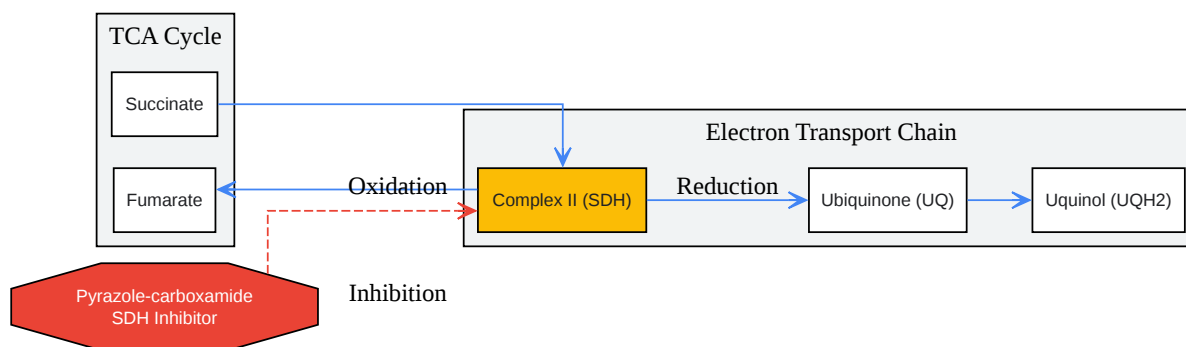 TCA Cycle
Succinate
Electron Transport Chain
Oxidation
Reduction
Fumarate
Complex II (SDH)
Ubiquinone (UQ)
Uquinol (UQH2)
Pyrazole-carboxamide
SDH Inhibitor
Inhibition